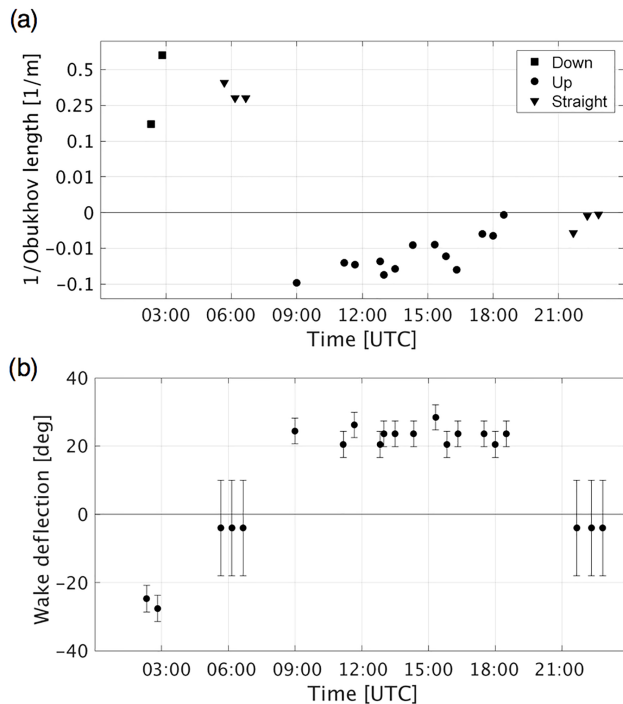 (a)
1/Obukhov length [1/m]
0.5
0.25
0.1
0.01
0
−0.01
−0.1
Down
Up
Straight
03:00 06:00 09:00 12:00 15:00 18:00 21:00
Time [UTC]
(b)
Wake deflection [deg]
40
20
0
−20
−40
03:00 06:00 09:00 12:00 15:00 18:00 21:00
Time [UTC]